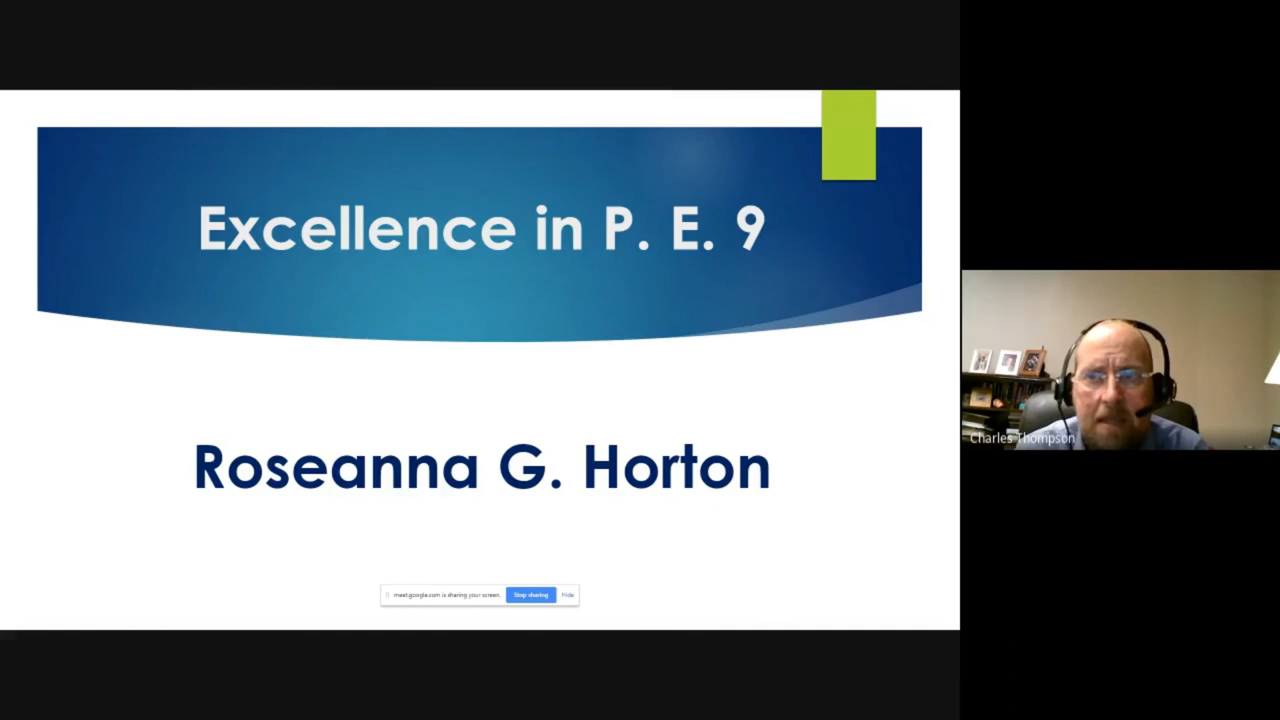 Excellence in P. E. 9
Roseanna G. Horton
Charles Thompson
meet.google.com is sharing your screen.
Stop sharing
Hide